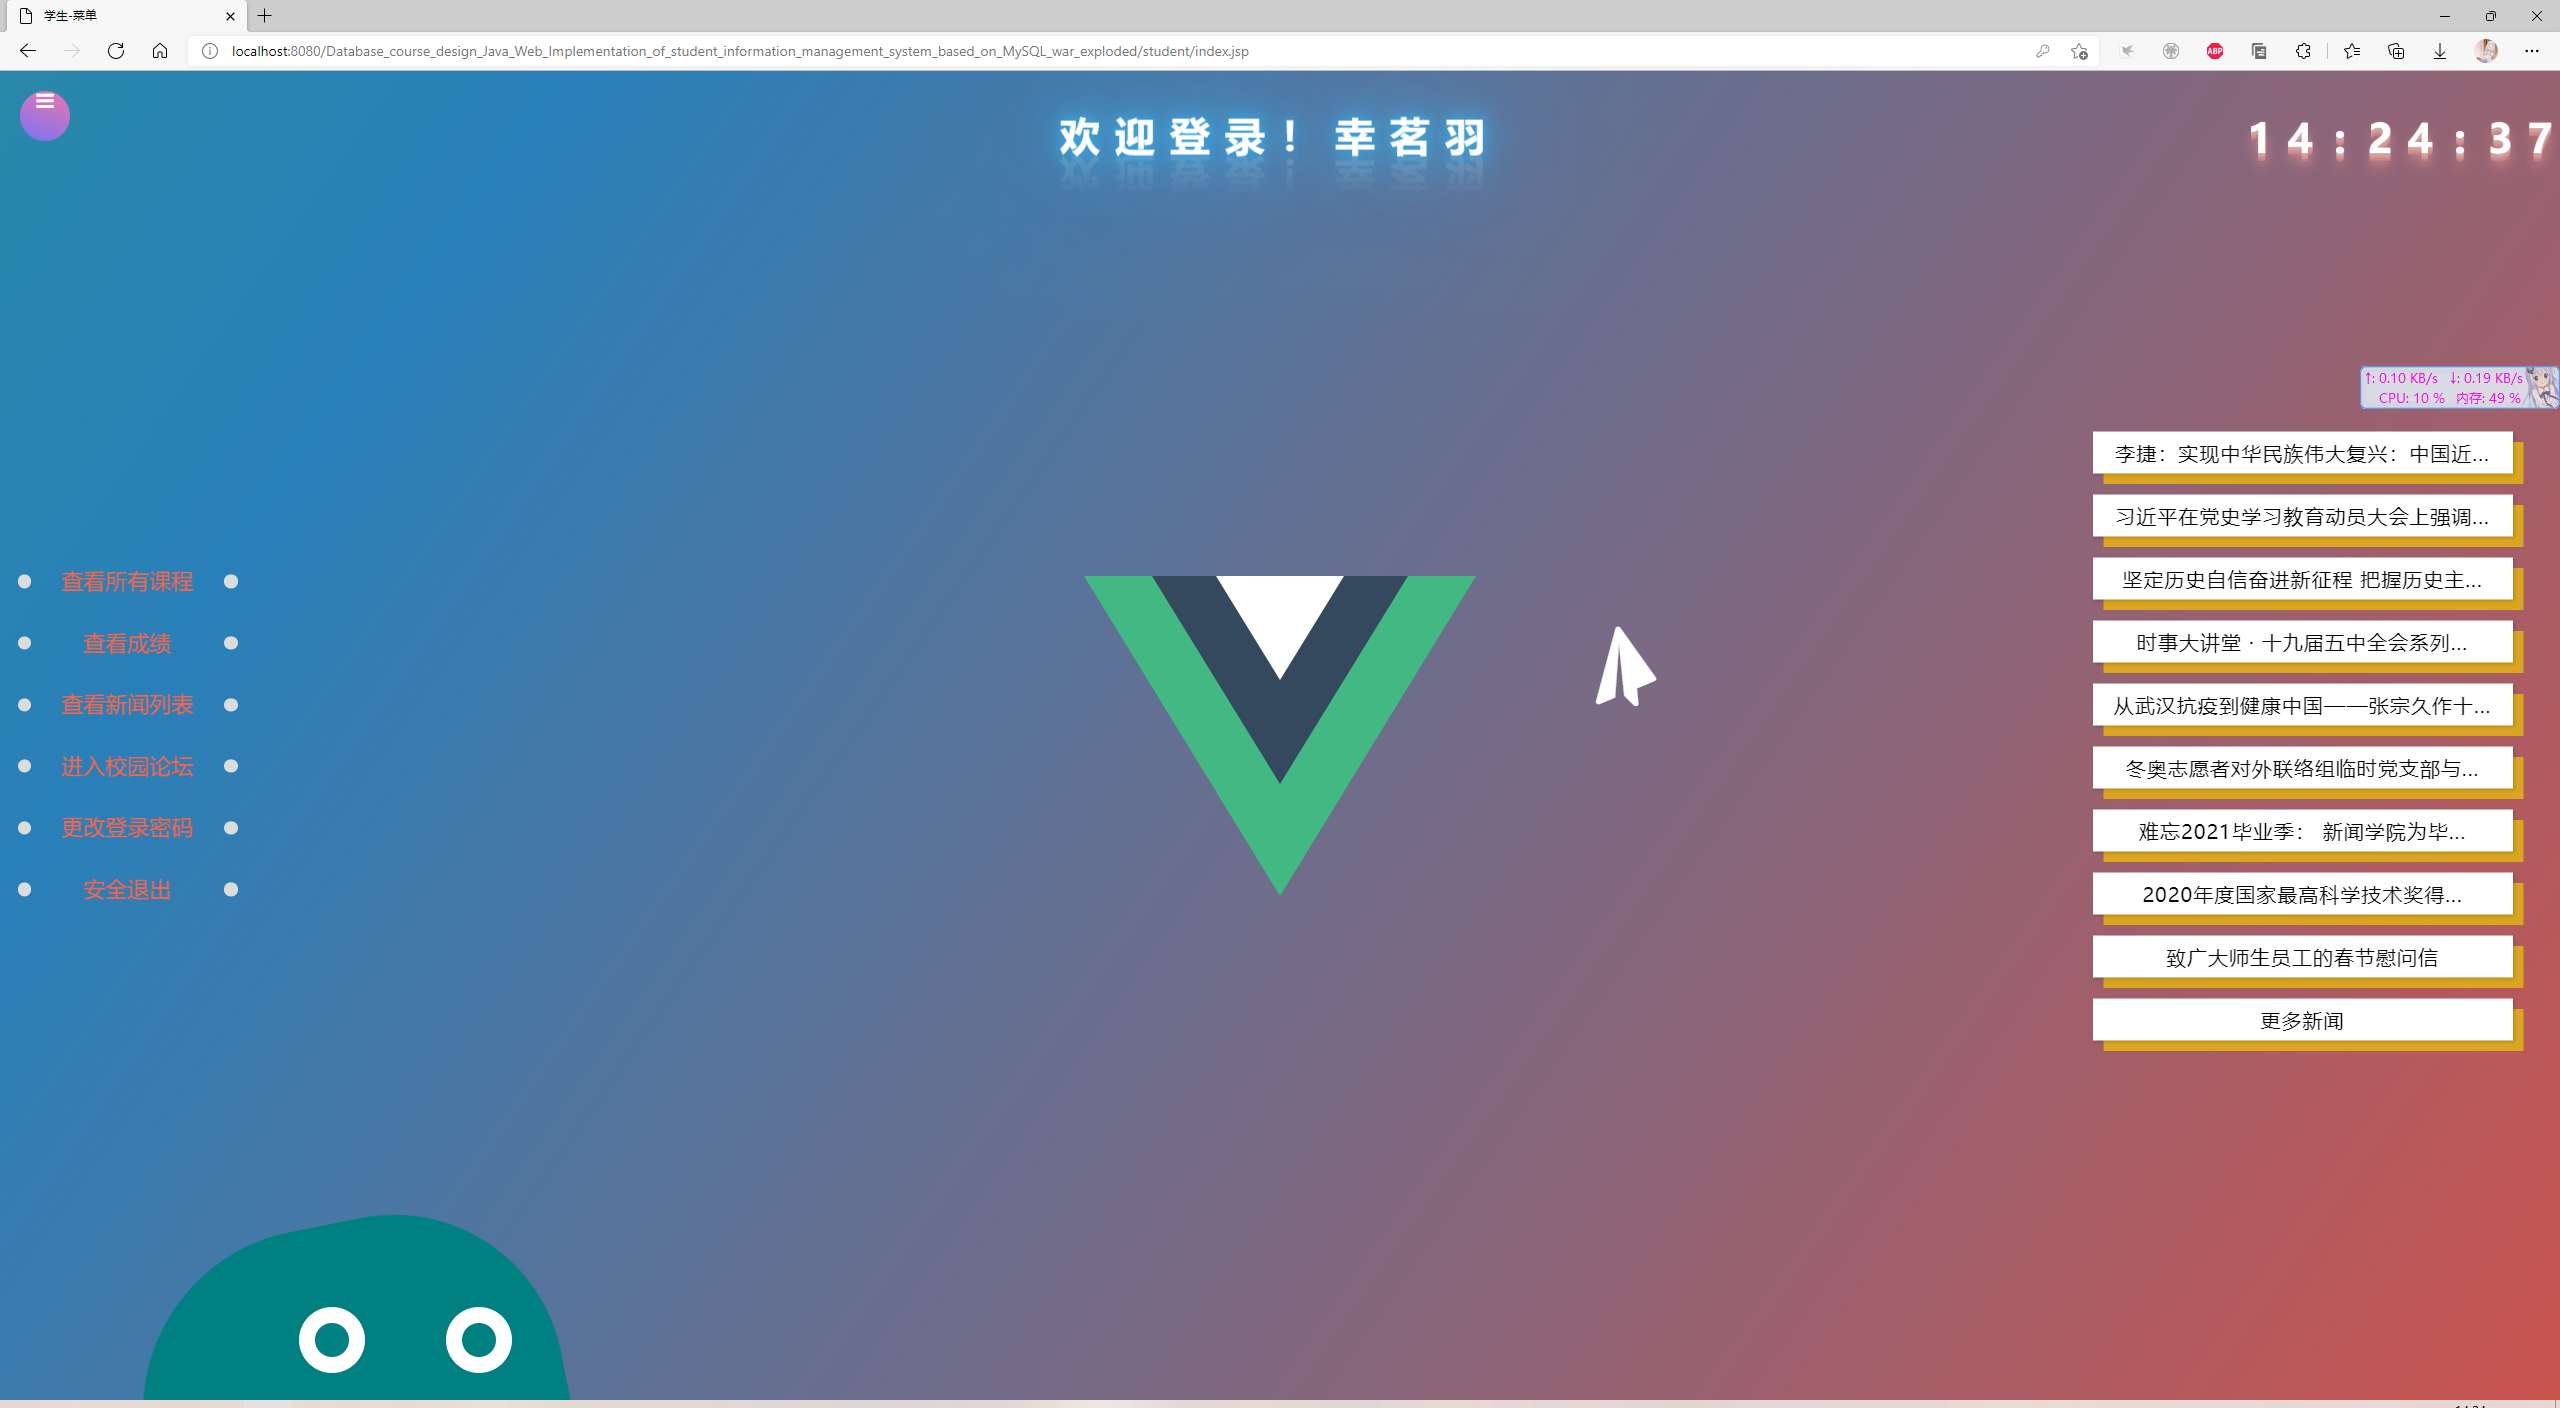 学生-菜单
localhost:8080/Database_course_design_Java_Web_Implementation_of_student_information_management_system_based_on_MySQL_war_exploded/student/index.jsp
ABP
欢迎登录！幸茗羽
14:24:37
↑: 0.10 KB/s ↓: 0.19 KB/s
CPU: 10 % 内存: 49 %
查看所有课程
查看成绩
查看新闻列表
进入校园论坛
更改登录密码
安全退出
李捷：实现中华民族伟大复兴：中国近...
习近平在党史学习教育动员大会上强调...
坚定历史自信奋进新征程 把握历史主...
时事大讲堂 · 十九届五中全会系列...
从武汉抗疫到健康中国——张宗久作十...
冬奥志愿者对外联络组临时党支部与...
难忘2021毕业季： 新闻学院为毕...
2020年度国家最高科学技术奖得...
致广大师生员工的春节慰问信
更多新闻